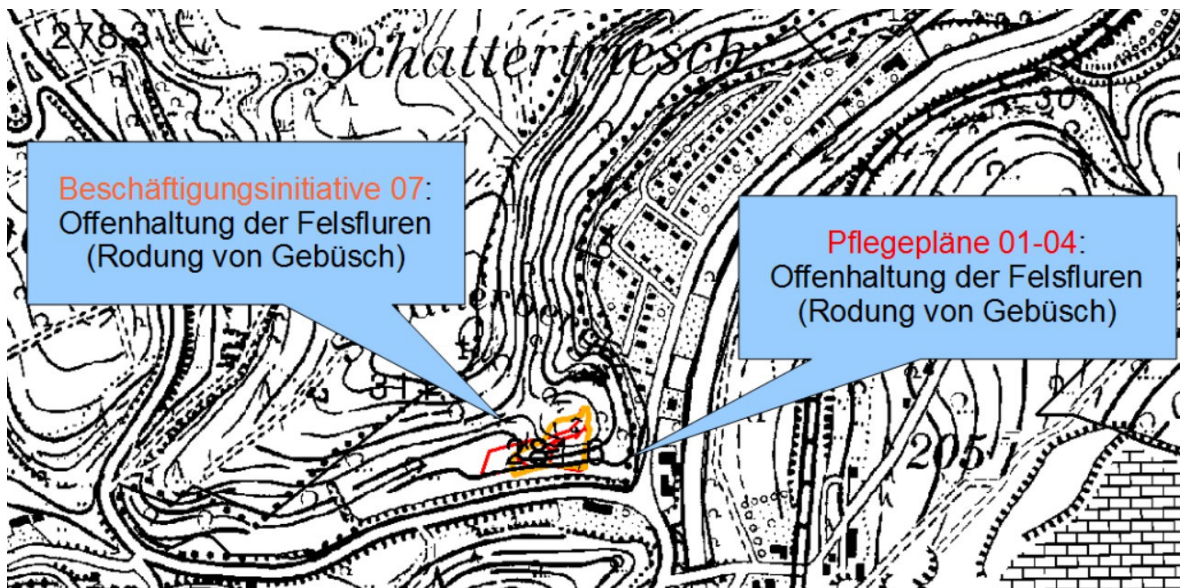 278,3
Schattertriesch
Beschäftigungsinitiative 07:
Offenhaltung der Felsfluren
(Rodung von Gebüsch)
Pflegepläne 01-04:
Offenhaltung der Felsfluren
(Rodung von Gebüsch)
205